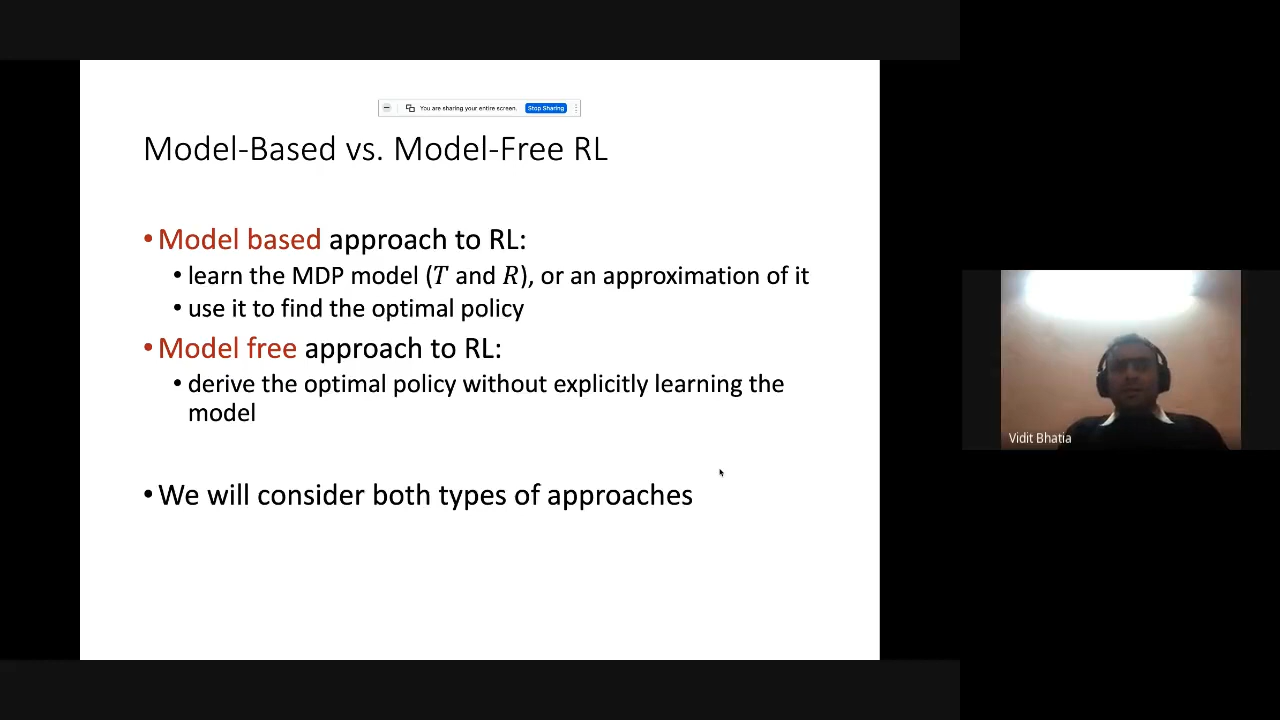 You are sharing your entire screen. Stop Sharing
Model-Based vs. Model-Free RL
• Model based approach to RL:
• learn the MDP model (T and R), or an approximation of it
• use it to find the optimal policy
• Model free approach to RL:
• derive the optimal policy without explicitly learning the
model
• We will consider both types of approaches
Vidit Bhatia